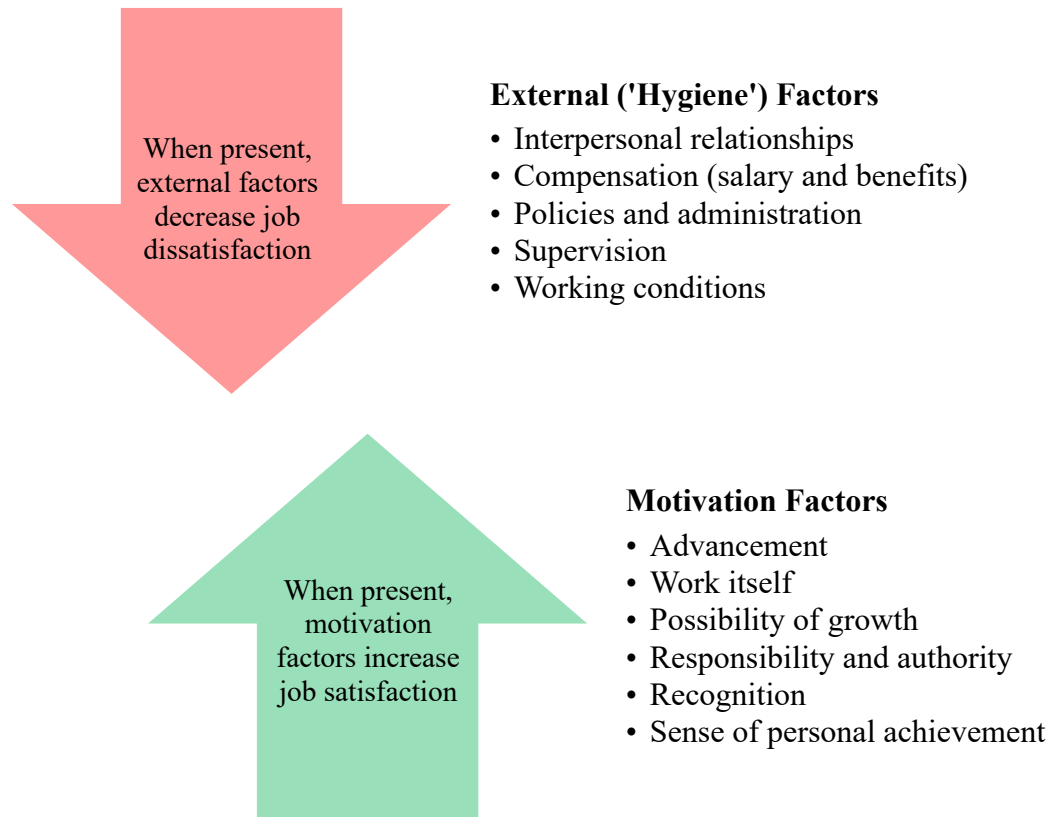 When present,
external factors
decrease job
dissatisfaction
External ('Hygiene') Factors
• Interpersonal relationships
• Compensation (salary and benefits)
• Policies and administration
• Supervision
• Working conditions
When present,
motivation
factors increase
job satisfaction
Motivation Factors
• Advancement
• Work itself
• Possibility of growth
• Responsibility and authority
• Recognition
• Sense of personal achievement